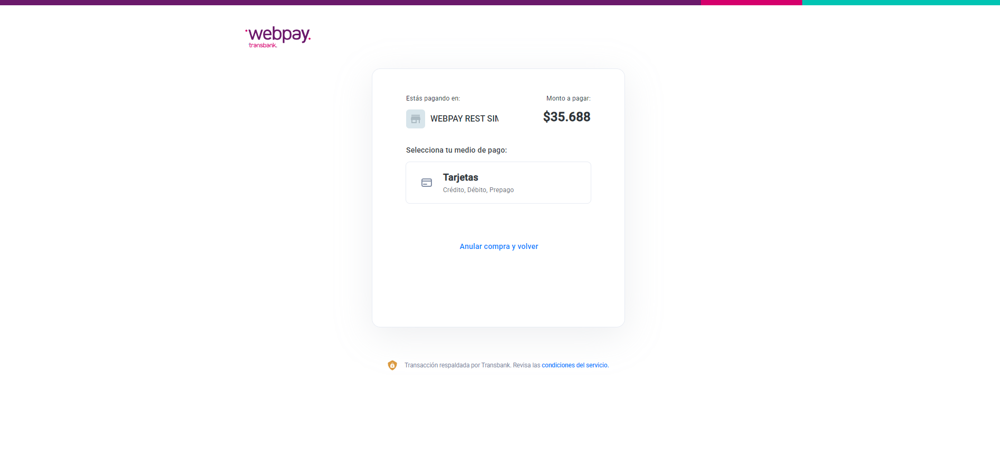 webpay.
transbank.
Estás pagando en:
Monto a pagar:
WEBPAY REST
$35.688
Selecciona tu medio de pago:
Tarjetas
Crédito, Débito, Prepago
Anular compra y volver
Transacción respaldada por Transbank. Revisa las condiciones del servicio.